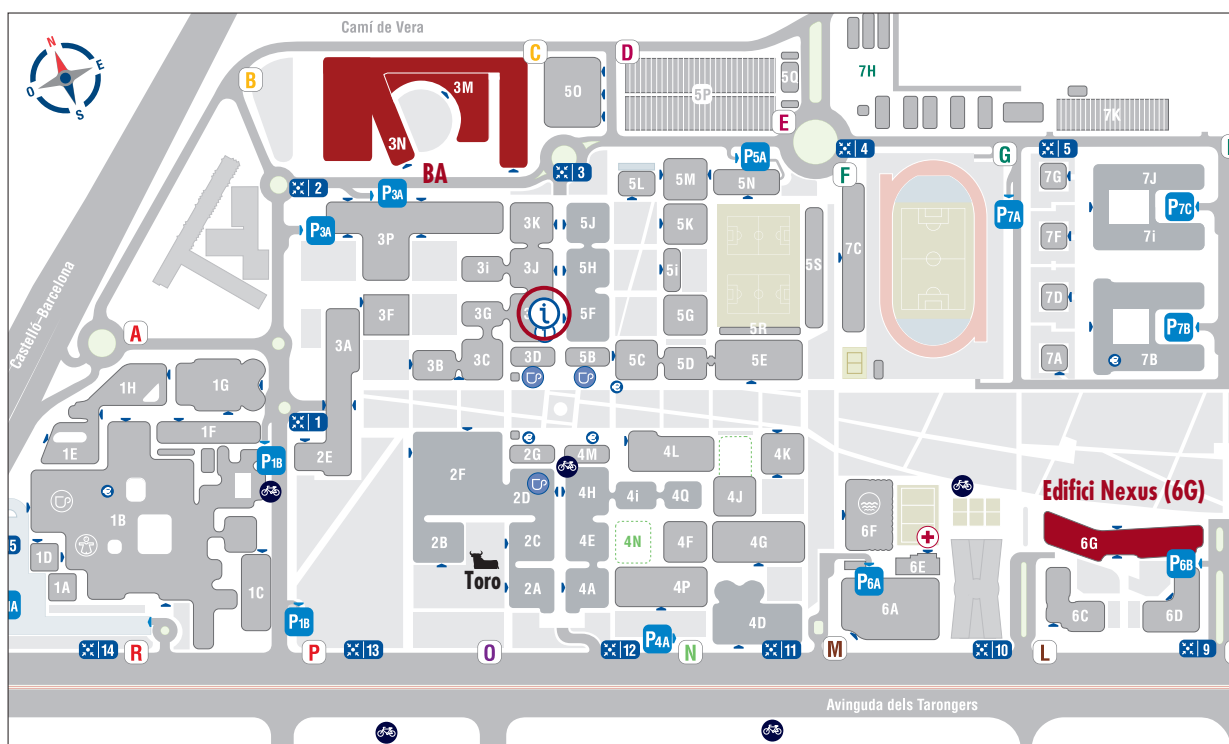 Camí de Vera
N
E
S
O
B
C
D
3M
3N
BA
5O
5P
5Q
E
7H
7K
4
G
5
F
2
3
P3A
P3A
P5A
5L
5M
5N
7G
7J
P7C
P7A
7F
7i
3P
3K
5J
5K
3i
3J
5H
5i
5S
7C
7D
P7B
7A
7B
Castelló–Barcelona
A
3F
3G
i
5F
5G
5R
3A
3B
3C
3D
5B
5C
5D
5E
1H
1G
1
1F
1E
2E
P1B
1B
1D
1A
1C
P1B
2F
2G
4M
4L
4K
2D
4H
4i
4Q
4J
2B
Toro
2C
4E
4N
4F
4G
2A
4A
4P
4D
6F
6E
P6A
6A
Edifici Nexus (6G)
6G
P6B
6C
6D
14
R
P
13
O
12
P4A
N
11
M
10
L
9
Avinguda dels Tarongers